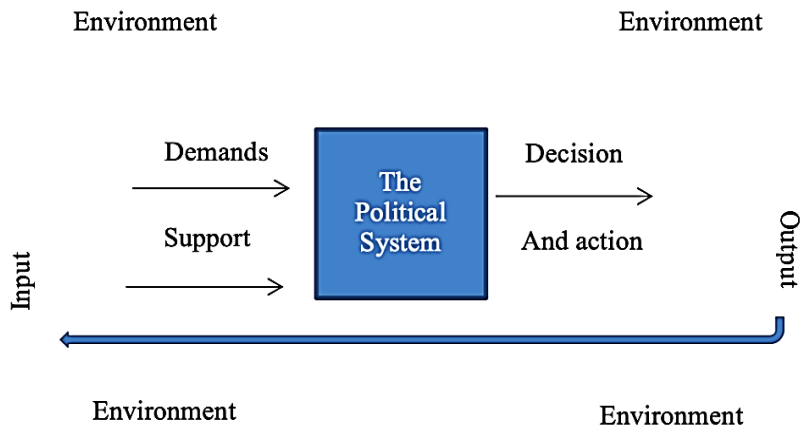 Environment
Environment
Demands
Decision
The
Political
System
Support
And action
Input
Output
Environment
Environment